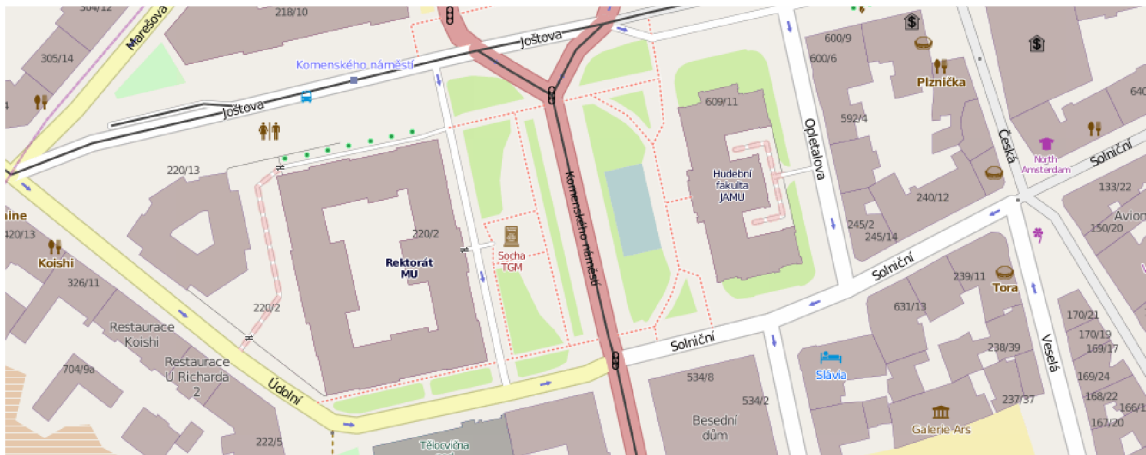 304/12
Marešova
218/10
305/14
Joštova
Komenského náměstí
Joštova
600/9
600/6
Plznička
640
592/4
609/11
Opletalova
Česká
Solniční
North
Amsterdam
220/13
Hudební
fakulta
JAMU
240/12
133/22
Avion
150/20
420/13
Koishi
220/2
Rektorát
MU
Socha
TGM
Komenského náměstí
245/2
245/14
326/11
220/2
Solniční
239/11
Tora
631/13
170/21
170/19
169/17
Restaurace
Koishi
Restaurace
U Richarda
2
704/9a
Údolní
Solniční
Slávia
238/39
Veselá
169/24
534/8
534/2
168/22
237/37
167/20
222/5
Tělocvična
Besední
dům
Galerie Ars